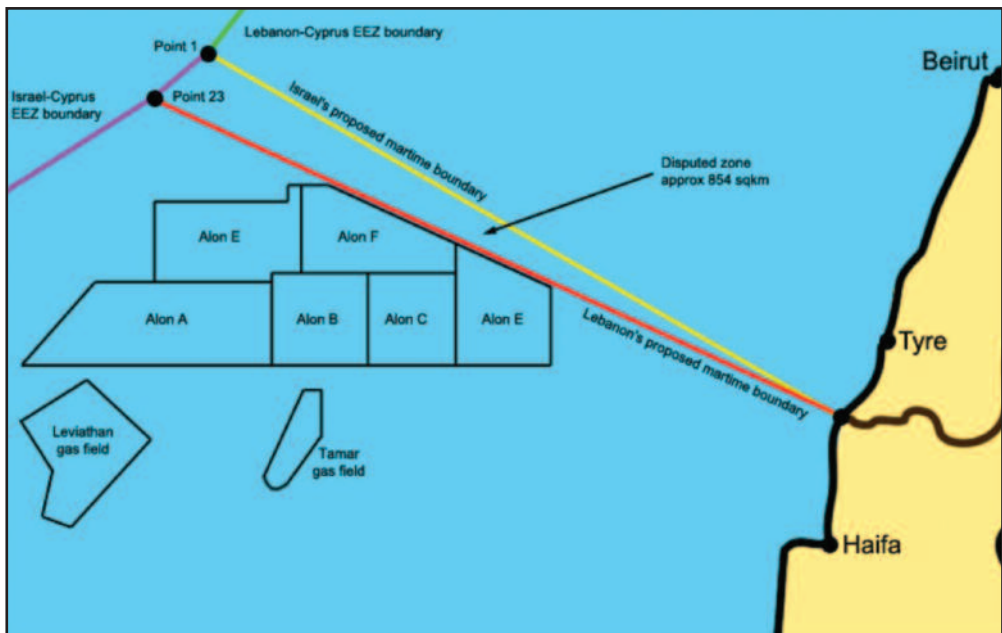 Lebanon-Cyprus EEZ boundary
Point 1
Beirut
Israel-Cyprus
EEZ boundary
Point 23
Israel's proposed martime boundary
Disputed zone
approx 854 sqkm
Alon E
Alon F
Alon A
Alon B
Alon C
Alon E
Lebanon's proposed martime boundary
Tyre
Leviathan
gas field
Tamar
gas field
Haifa